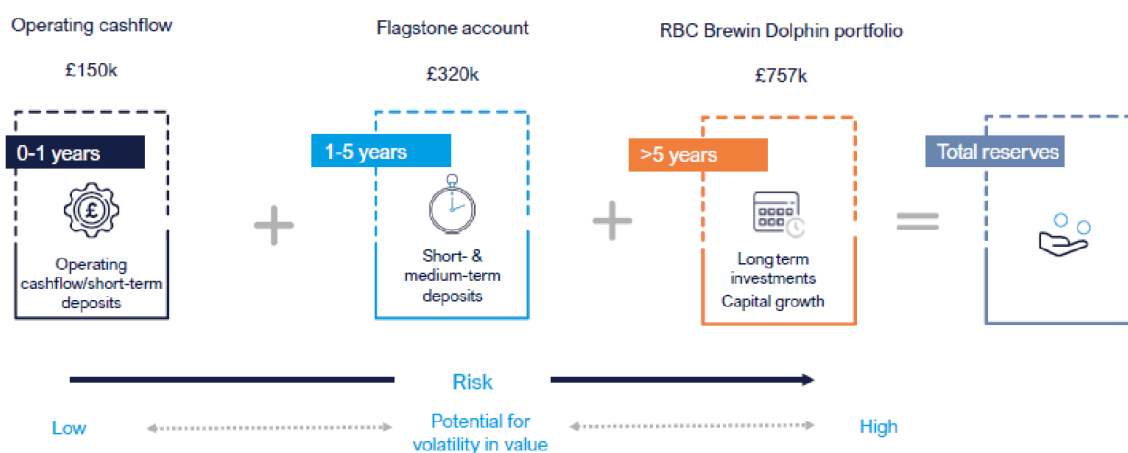 Operating cashflow
£150k
0-1 years
£
Operating
cashflow/short-term
deposits
+
Flagstone account
£320k
1-5 years
Short- &
medium-term
deposits
+
RBC Brewin Dolphin portfolio
£757k
>5 years
Long term
investments
Capital growth
=
Total reserves
Risk
Low
Potential for
volatility in value
High